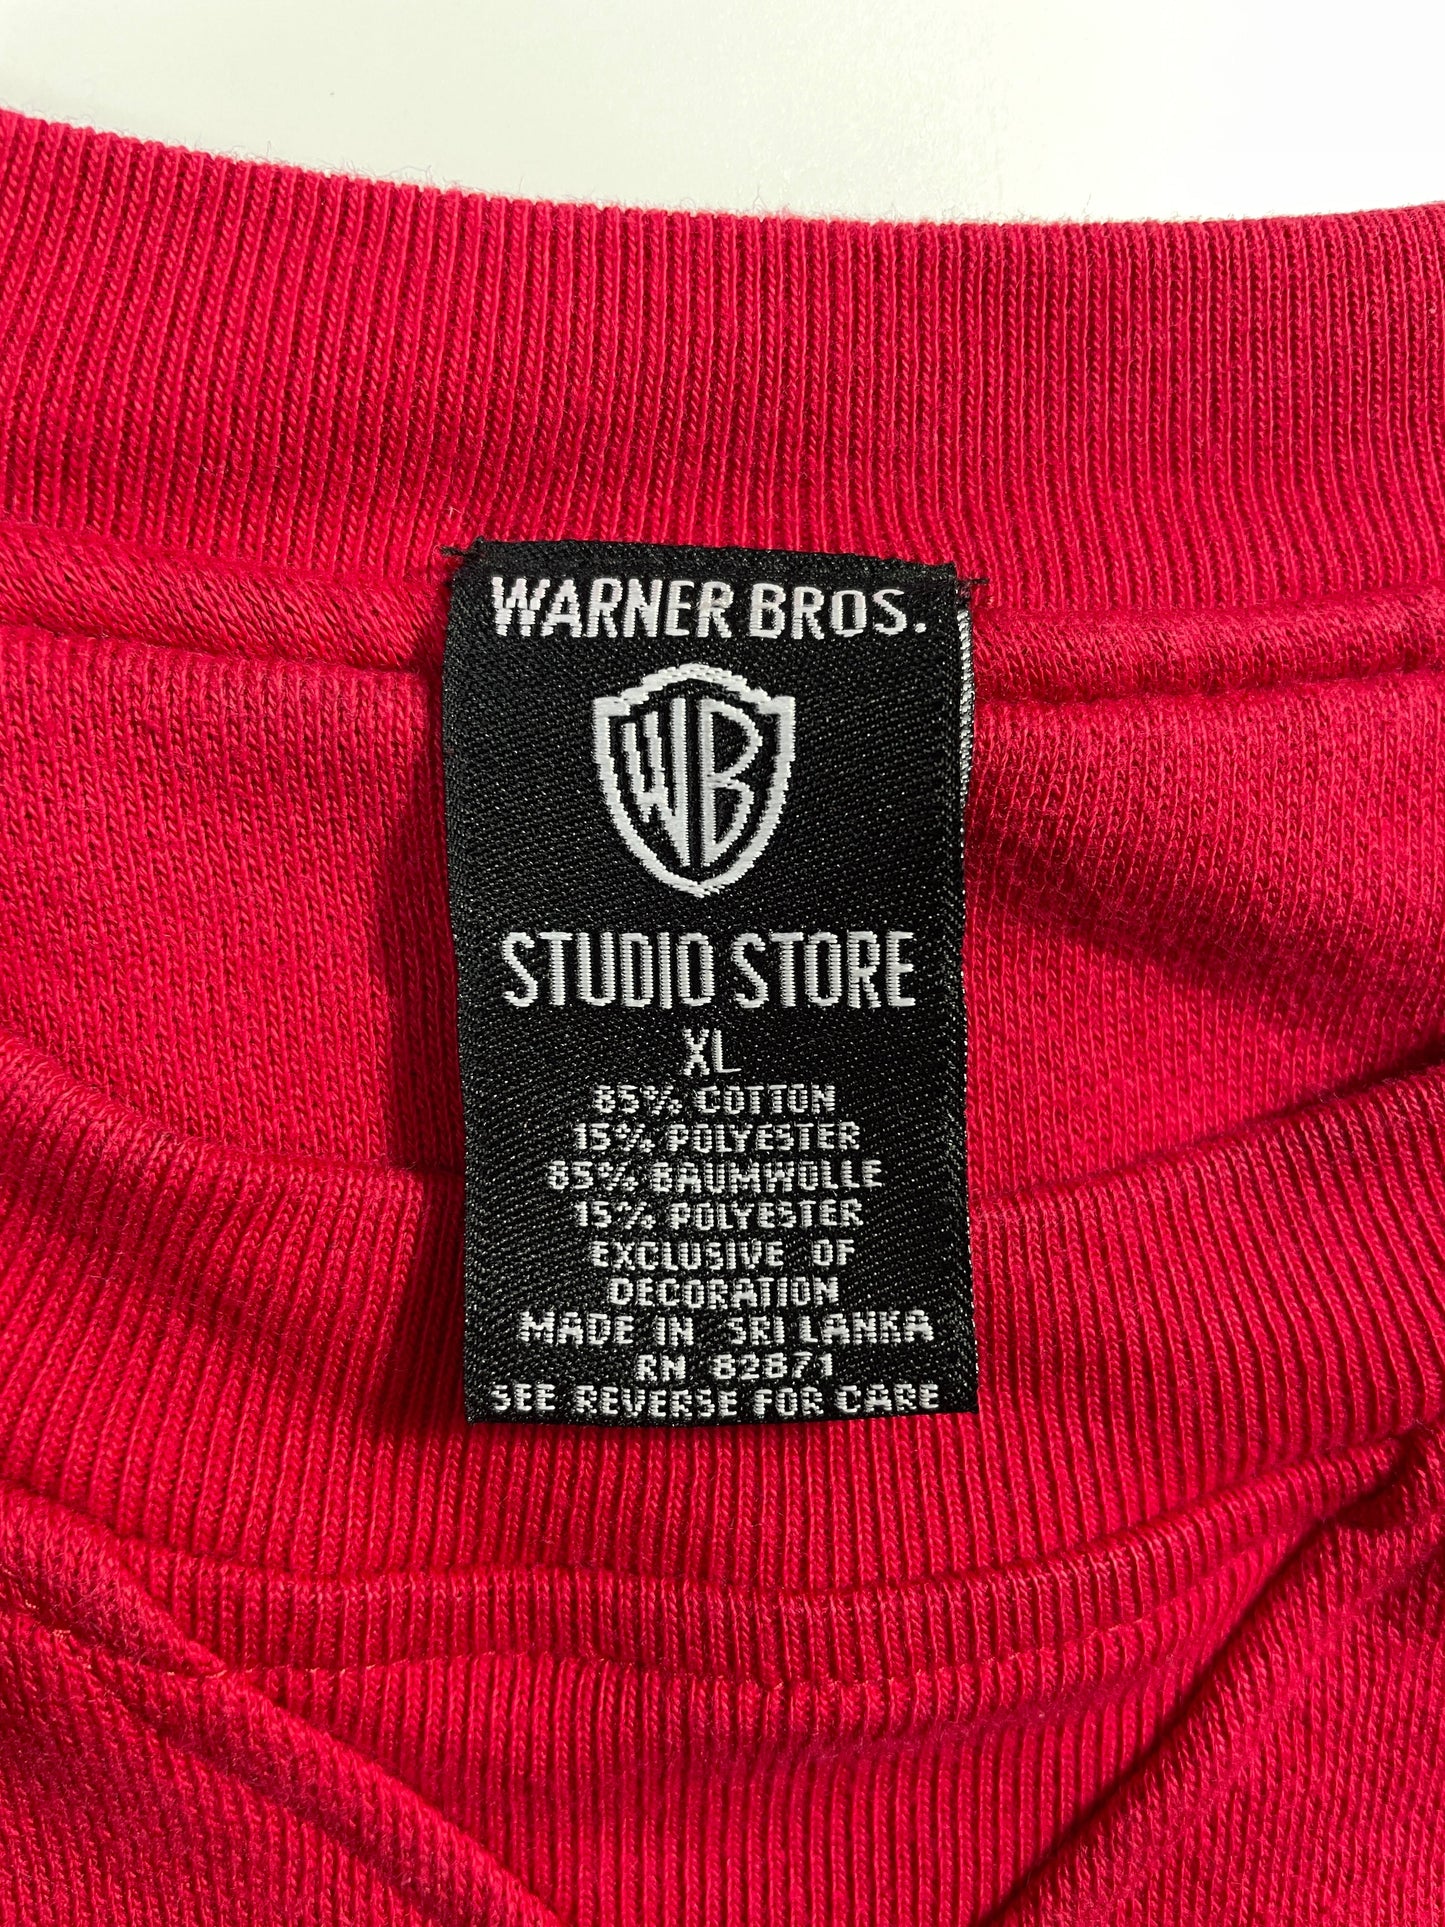 WARNER BROS.
WB
STUDIO STORE
XL
85% COTTON
15% POLYESTER
85% BAUMWOLLE
15% POLYESTER
EXCLUSIVE OF
DECORATION
MADE IN SRI LANKA
RN 82871
SEE REVERSE FOR CARE